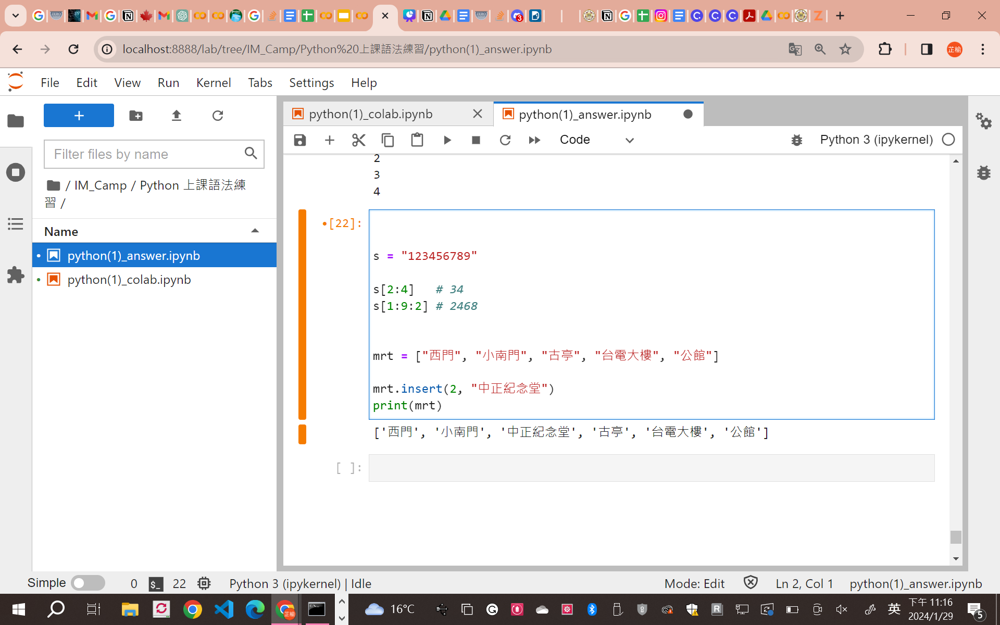 localhost:8888/lab/tree/IM_Camp/Python%20上課語法練習/python(1)_answer.ipynb
芷榆
File Edit View Run Kernel Tabs Settings Help
python(1)_colab.ipynb
python(1)_answer.ipynb
Code
Python 3 (ipykernel)
Filter files by name
/ IM_Camp / Python 上課語法練
習 /
Name
python(1)_answer.ipynb
python(1)_colab.ipynb
2
3
4
[22]:
s = "123456789"
s[2:4] # 34
s[1:9:2] # 2468
mrt = ["西門", "小南門", "古亭", "台電大樓", "公館"]
mrt.insert(2, "中正紀念堂")
print(mrt)
['西門', '小南門', '中正紀念堂', '古亭', '台電大樓', '公館']
[ ]:
Simple 0 $_ 22 Python 3 (ipykernel) | Idle Mode: Edit Ln 2, Col 1 python(1)_answer.ipynb
16°C
英
下午 11:16
2024/1/29
5